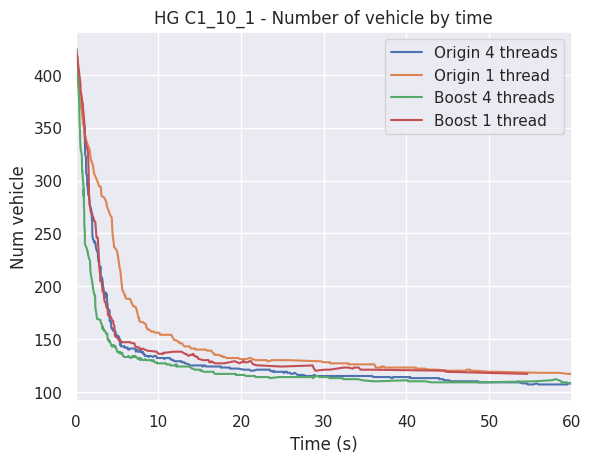 HG C1_10_1 - Number of vehicle by time
Origin 4 threads
Origin 1 thread
Boost 4 threads
Boost 1 thread
Num vehicle
400
350
300
250
200
150
100
0 10 20 30 40 50 60
Time (s)